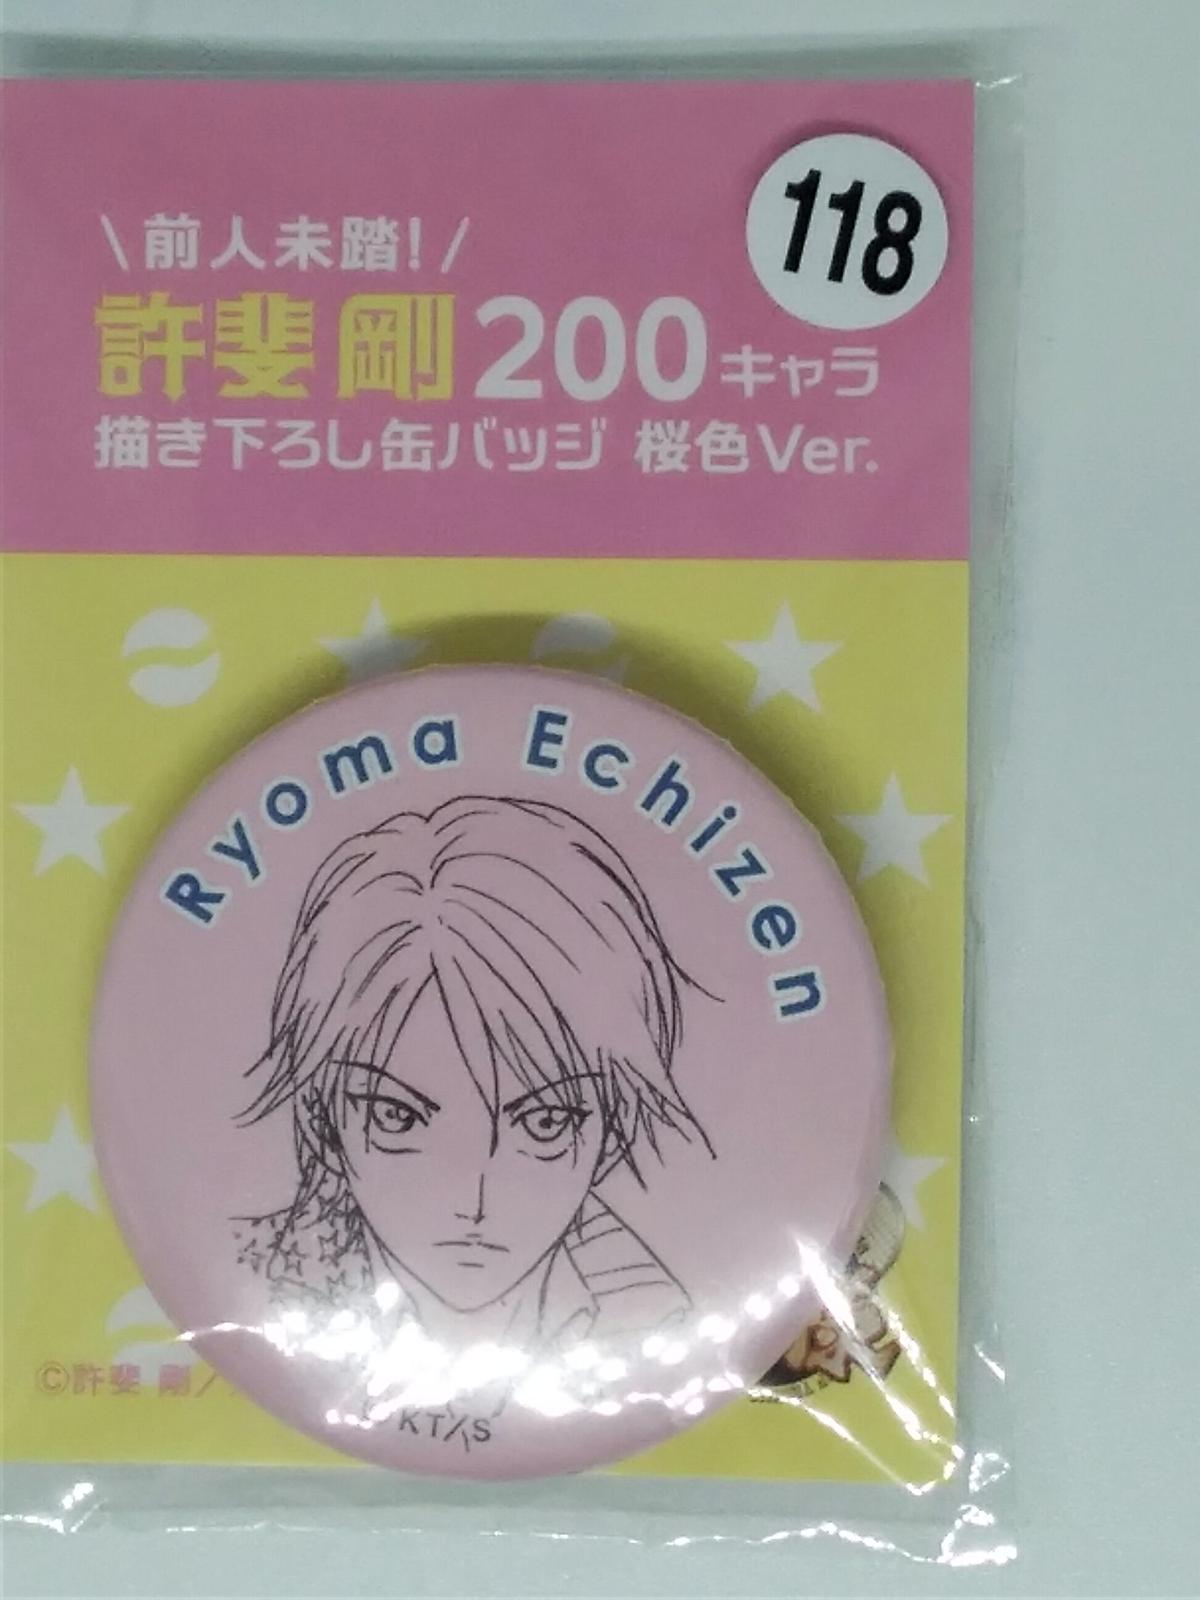 118
\前人未踏!/
許斐 剛 200キャラ
描き下ろし缶バッジ 桜色Ver.
Ryoma Echizen
©許斐 剛/
KT/S